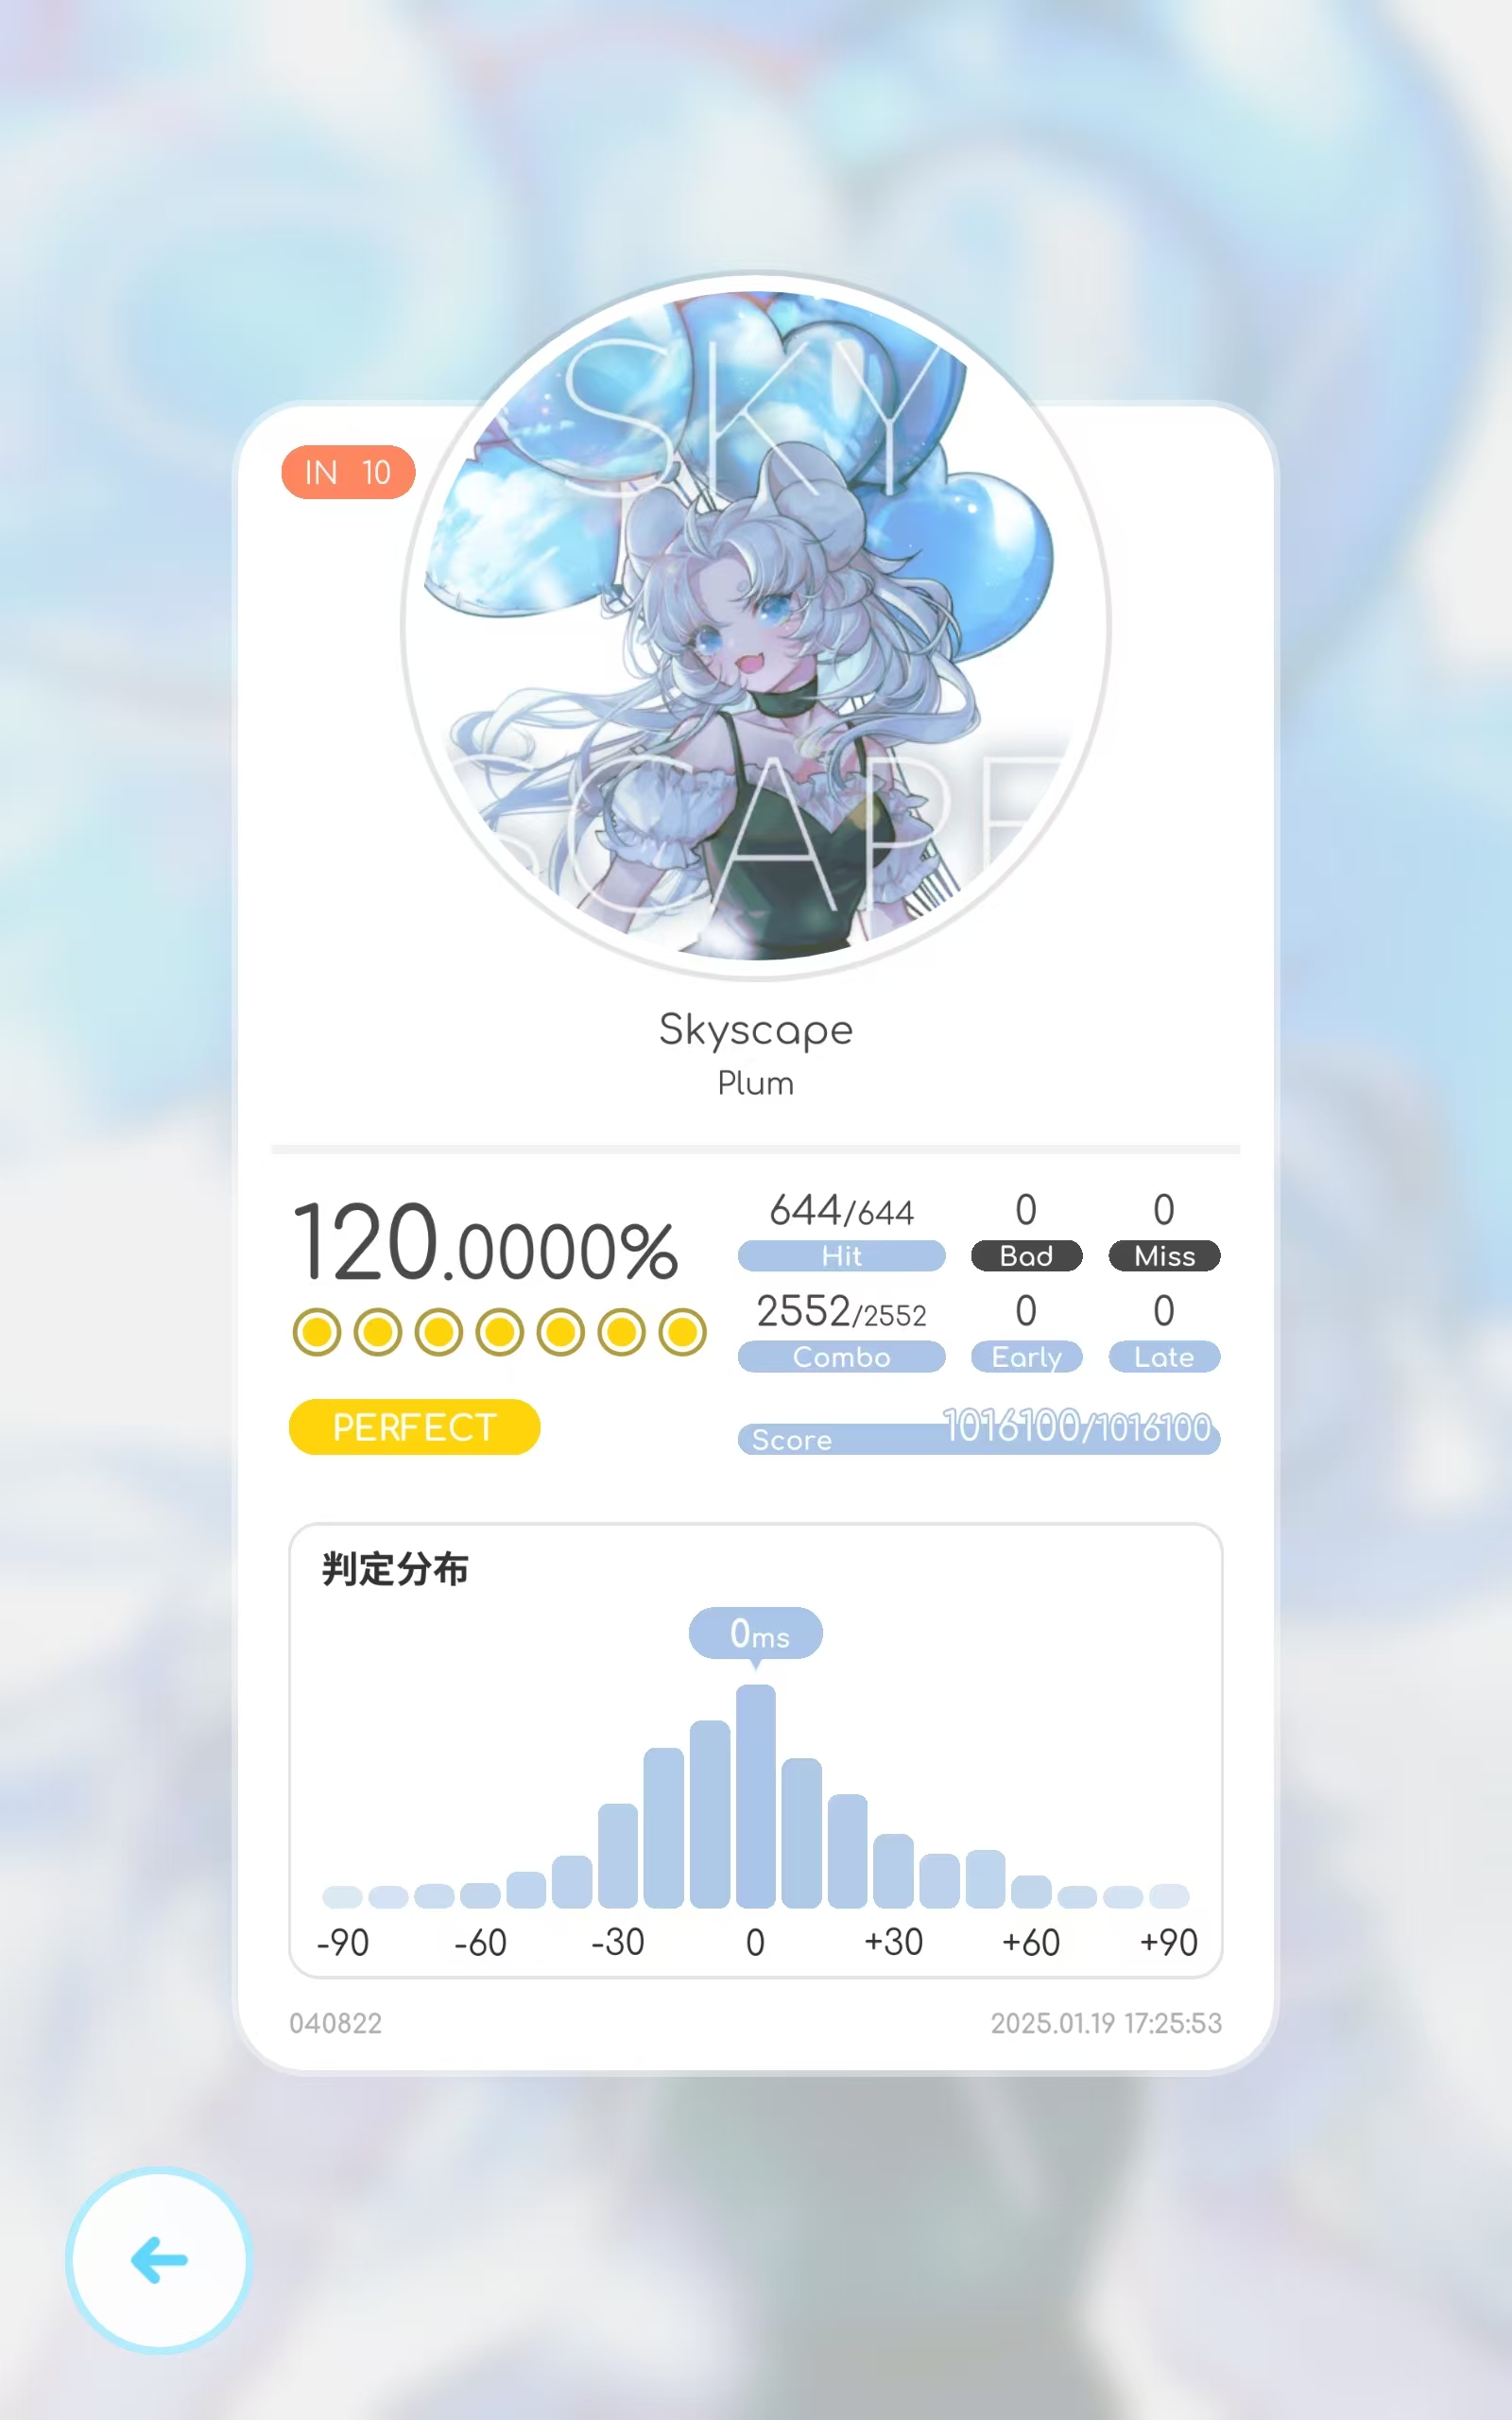 SKY
IN 10
SCAPE
Skyscape
Plum
120.0000%
644/644
Hit
0
Bad
0
Miss
2552/2552
Combo
0
Early
0
Late
PERFECT
Score
1016100/1016100
判定分布
0ms
-90 -60 -30 0 +30 +60 +90
040822
2025.01.19 17:25:53